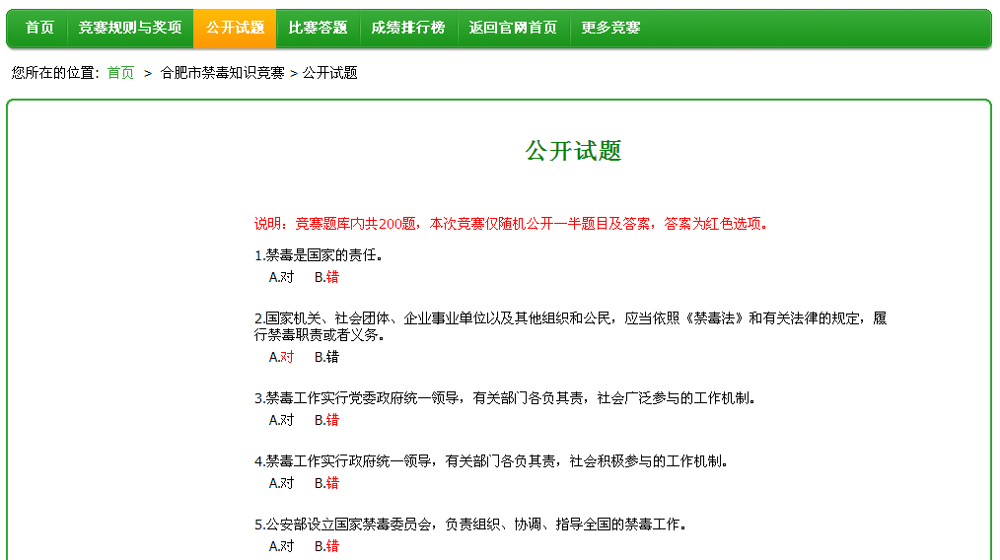 首页 竞赛规则与奖项 公开试题 比赛答题 成绩排行榜 返回官网首页 更多竞赛
您所在的位置：首页 > 合肥市禁毒知识竞赛 > 公开试题
公开试题
说明：竞赛题库内共200题，本次竞赛仅随机公开一半题目及答案，答案为红色选项。
1.禁毒是国家的责任。
A.对 B.错
2.国家机关、社会团体、企业事业单位以及其他组织和公民，应当依照《禁毒法》和有关法律的规定，履
行禁毒职责或者义务。
A.对 B.错
3.禁毒工作实行党委政府统一领导，有关部门各负其责，社会广泛参与的工作机制。
A.对 B.错
4.禁毒工作实行政府统一领导，有关部门各负其责，社会积极参与的工作机制。
A.对 B.错
5.公安部设立国家禁毒委员会，负责组织、协调、指导全国的禁毒工作。
A.对 B.错